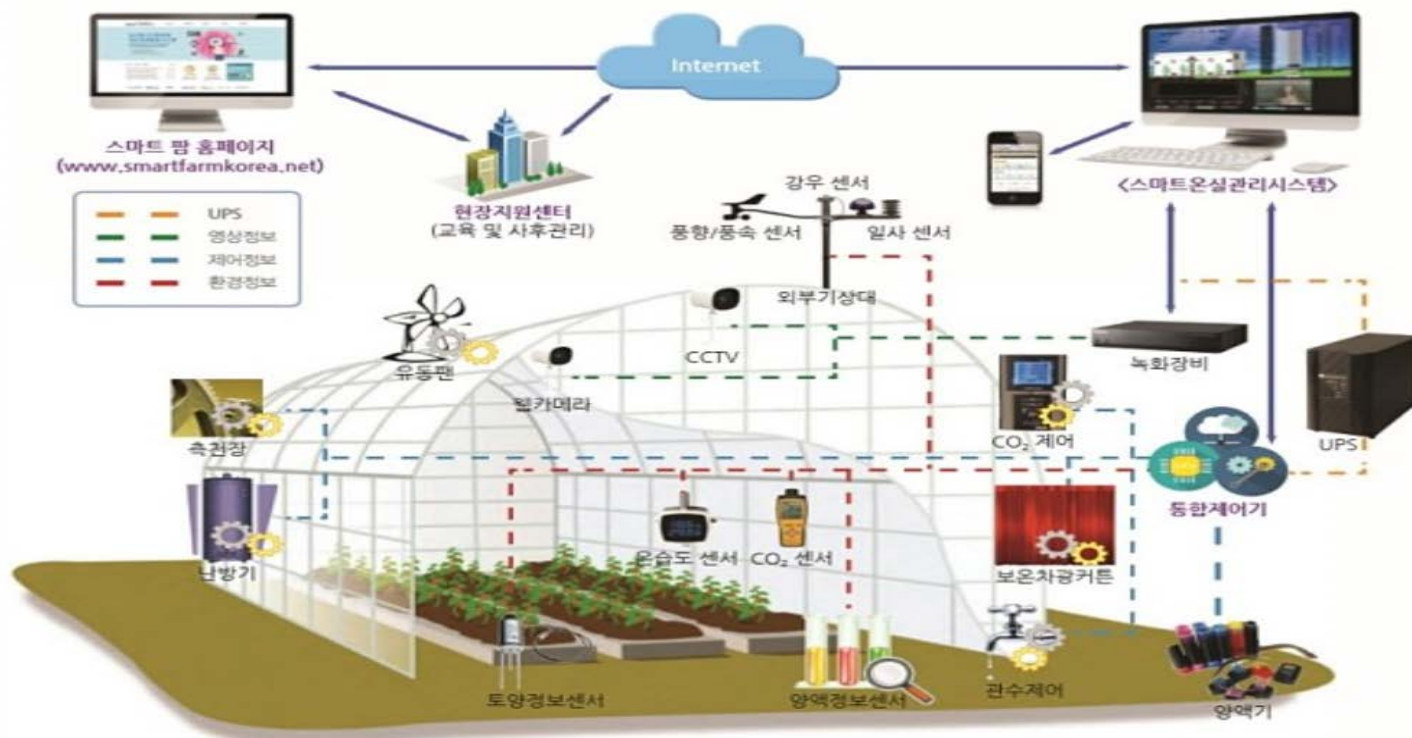 Internet
스마트 팜 홈페이지
(www.smartfarmkorea.net)
현장지원센터
(교육 및 사후관리)
<스마트온실관리시스템>
UPS
영상정보
제어정보
환경정보
강우 센서
풍향/풍속 센서
일사 센서
외부기상대
유동팬
CCTV
웹카메라
녹화장비
UPS
측천장
CO₂ 제어
통합제어기
난방기
온습도 센서
CO₂ 센서
보온차광커튼
토양정보센서
양액정보센서
관수제어
양액기